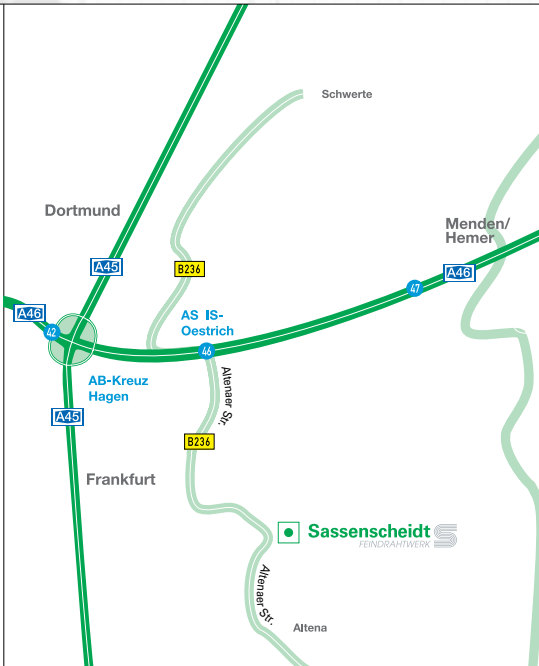 Schwerte
Dortmund
Menden/
Hemer
A45
B236
A46
47
A46
AS IS-
Oestrich
42
46
AB-Kreuz
Hagen
Altenaer Str.
A45
B236
Frankfurt
Sassenscheidt
FEINDRAHTWERK
Altenaer Str.
Altena